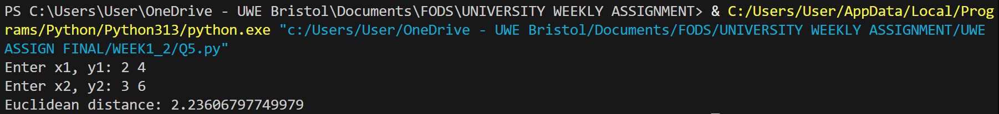 PS C:\Users\User\OneDrive - UWE Bristol\Documents\FODS\UNIVERSITY WEEKLY ASSIGNMENT> & C:/Users/User/AppData/Local/Prog
rams/Python/Python313/python.exe "c:/Users/User/OneDrive - UWE Bristol/Documents/FODS/UNIVERSITY WEEKLY ASSIGNMENT/UWE
ASSIGN FINAL/WEEK1_2/Q5.py"
Enter x1, y1: 2 4
Enter x2, y2: 3 6
Euclidean distance: 2.23606797749979